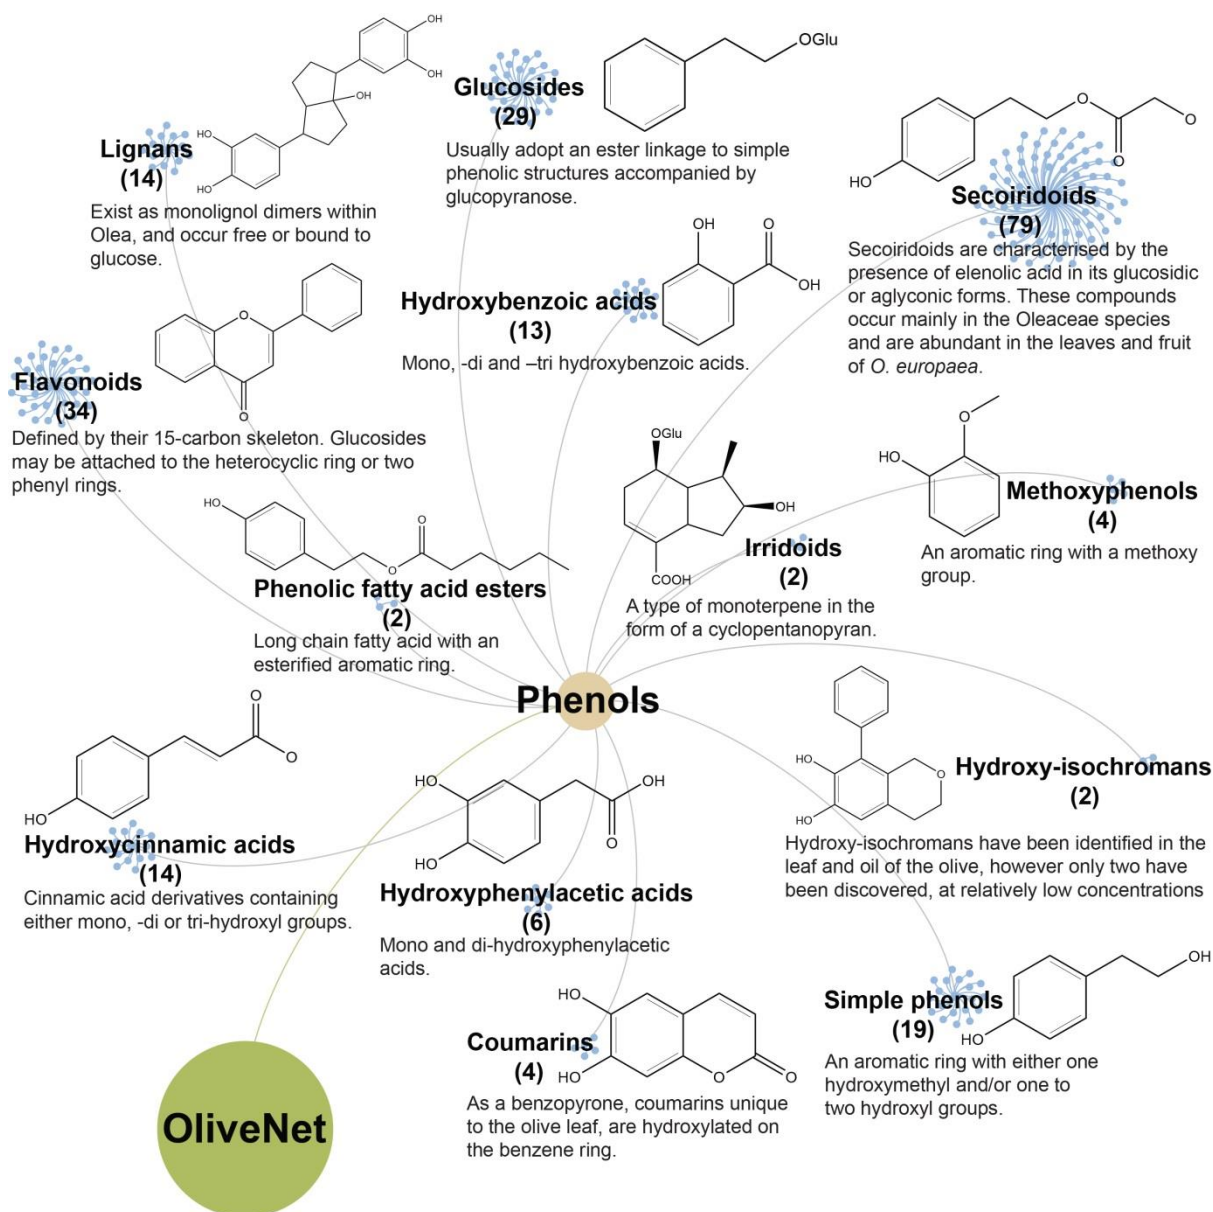 OH
OH
OH
HO
HO
Lignans
(14)
Exist as monolignol dimers within
Olea, and occur free or bound to
glucose.
OGlu
Glucosides
(29)
Usually adopt an ester linkage to simple
phenolic structures accompanied by
glucopyranose.
O
O
O
HO
Secoiridoids
(79)
Secoiridoids are characterised by the
presence of elenolic acid in its glucosidic
or aglyconic forms. These compounds
occur mainly in the Oleaceae species
and are abundant in the leaves and fruit
of O. europaea.
OH
O
OH
Hydroxybenzoic acids
(13)
Mono, -di and –tri hydroxybenzoic acids.
O
O
Flavonoids
(34)
Defined by their 15-carbon skeleton. Glucosides
may be attached to the heterocyclic ring or two
phenyl rings.
O
HO
Methoxyphenols
(4)
An aromatic ring with a methoxy
group.
OGlu
OH
COOH
Irridoids
(2)
A type of monoterpene in the
form of a cyclopentanopyran.
HO
O
O
Phenolic fatty acid esters
(2)
Long chain fatty acid with an
esterified aromatic ring.
Phenols
O
O
HO
Hydroxycinnamic acids
(14)
Cinnamic acid derivatives containing
either mono, -di or tri-hydroxyl groups.
HO
OH
O
HO
Hydroxyphenylacetic acids
(6)
Mono and di-hydroxyphenylacetic
acids.
HO
O
HO
Hydroxy-isochromans
(2)
Hydroxy-isochromans have been identified in the
leaf and oil of the olive, however only two have
been discovered, at relatively low concentrations
OH
HO
Simple phenols
(19)
An aromatic ring with either one
hydroxymethyl and/or one to
two hydroxyl groups.
HO
HO
O
O
Coumarins
(4)
As a benzopyrone, coumarins unique
to the olive leaf, are hydroxylated on
the benzene ring.
OliveNet